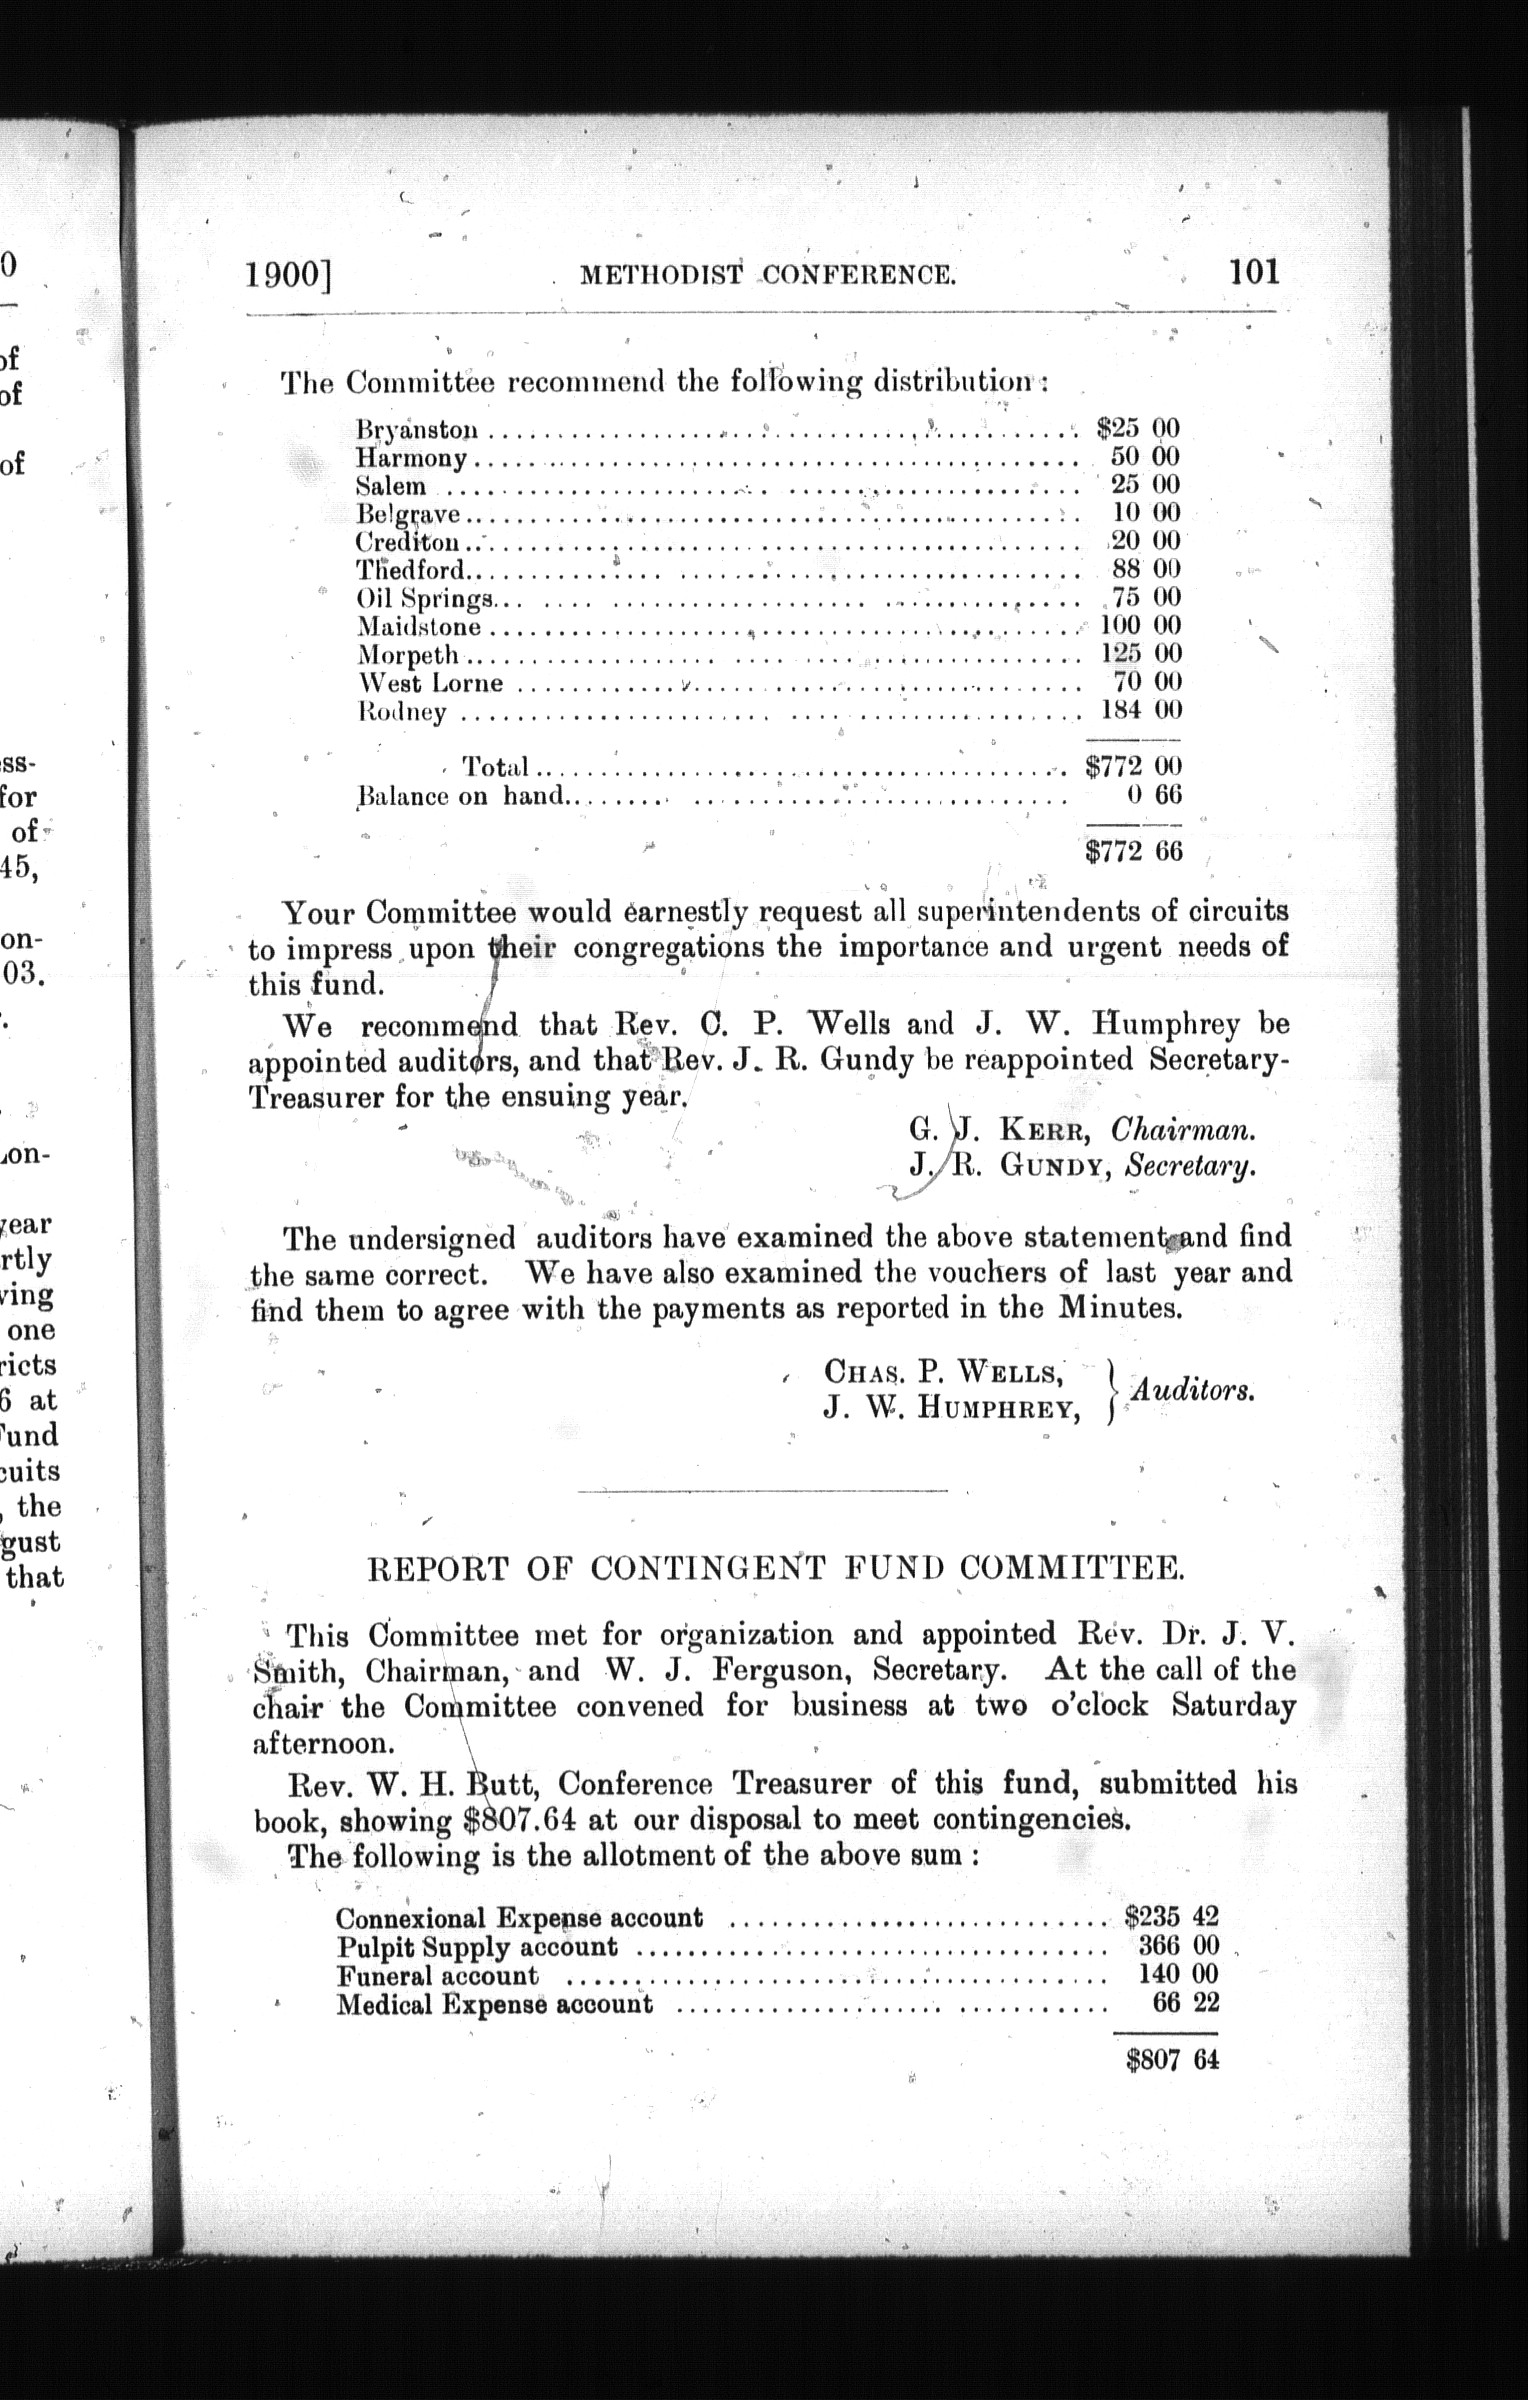 1900] METHODIST CONFERENCE. 101
The Committee recommend the following distribution :
Bryanston ........ $25 00
Harmony ........ 50 00
Salem ........ 25 00
Belgrave ........ 10 00
Crediton ........ 20 00
Thedford ........ 88 00
Oil Springs ........ 75 00
Maidstone ........ 100 00
Morpeth ........ 125 00
West Lorne ........ 70 00
Rodney ........ 184 00
Total ........ $772 00
Balance on hand ........ 0 66
$772 66
Your Committee would earnestly request all superintendents of circuits
to impress upon their congregations the importance and urgent needs of
this fund.
We recommend that Rev. C. P. Wells and J. W. Humphrey be
appointed auditors, and that Rev. J. R. Gundy be reappointed Secretary-
Treasurer for the ensuing year.
G. J. KERR, Chairman.
J. R. GUNDY, Secretary.
The undersigned auditors have examined the above statement and find
the same correct. We have also examined the vouchers of last year and
find them to agree with the payments as reported in the Minutes.
CHAS. P. WELLS,
J. W. HUMPHREY, } Auditors.
REPORT OF CONTINGENT FUND COMMITTEE.
This Committee met for organization and appointed Rev. Dr. J. V.
Smith, Chairman, and W. J. Ferguson, Secretary. At the call of the
chair the Committee convened for business at two o'clock Saturday
afternoon.
Rev. W. H. Butt, Conference Treasurer of this fund, submitted his
book, showing $807.64 at our disposal to meet contingencies.
The following is the allotment of the above sum :
Connexional Expense account ........ $235 42
Pulpit Supply account ........ 366 00
Funeral account ........ 140 00
Medical Expense account ........ 66 22
$807 64